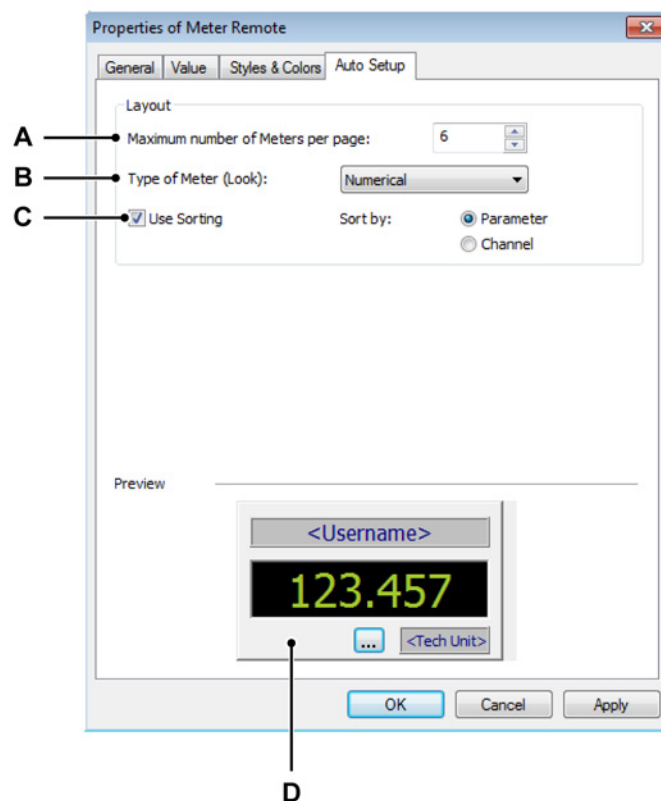 Properties of Meter Remote
General Value Styles & Colors Auto Setup
Layout
A Maximum number of Meters per page: 6
B Type of Meter (Look): Numerical
C Use Sorting Sort by: Parameter
Channel
Preview
<Username>
123.457
... <Tech Unit>
OK Cancel Apply
D